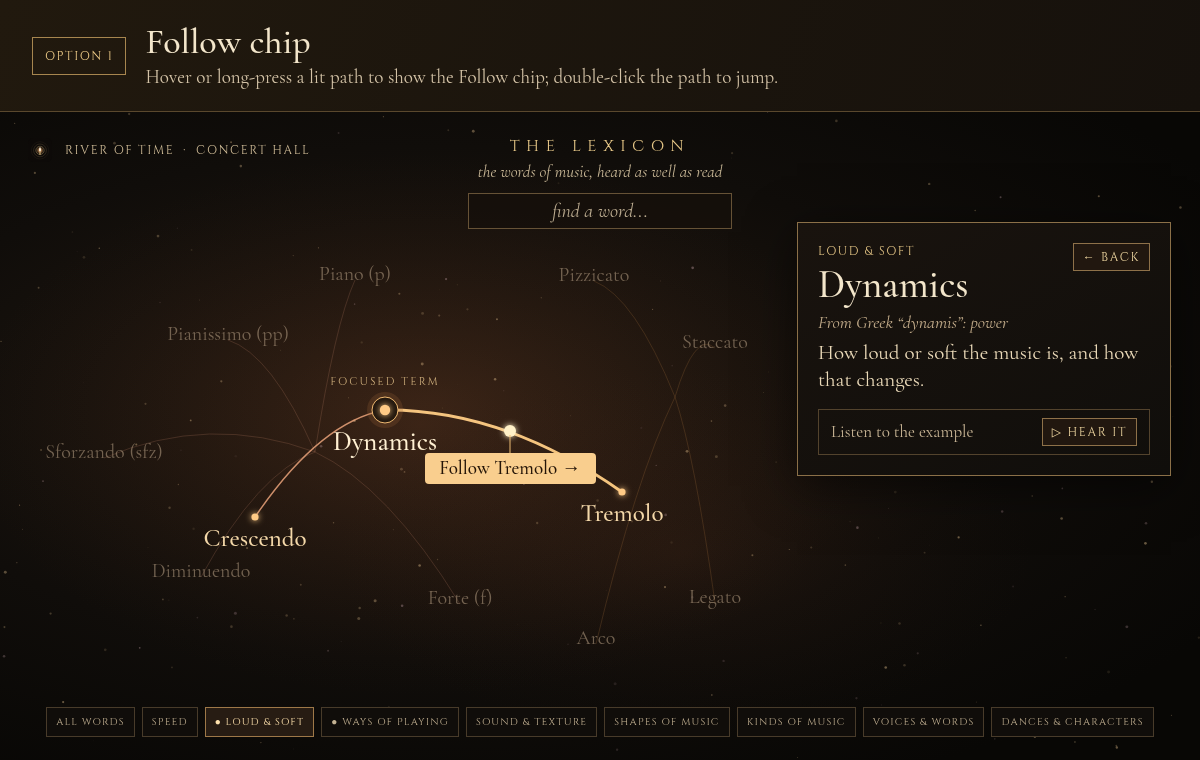 OPTION 1
Follow chip
Hover or long-press a lit path to show the Follow chip; double-click the path to jump.
RIVER OF TIME · CONCERT HALL
THE LEXICON
the words of music, heard as well as read
find a word...
Piano (p)
Pizzicato
Pianissimo (pp)
Staccato
FOCUSED TERM
Dynamics
Sforzando (sfz)
Follow Tremolo →
Tremolo
Crescendo
Diminuendo
Forte (f)
Legato
Arco
LOUD & SOFT
← BACK
Dynamics
From Greek “dynamis”: power
How loud or soft the music is, and how
that changes.
Listen to the example
▷ HEAR IT
ALL WORDS
SPEED
● LOUD & SOFT
● WAYS OF PLAYING
SOUND & TEXTURE
SHAPES OF MUSIC
KINDS OF MUSIC
VOICES & WORDS
DANCES & CHARACTERS